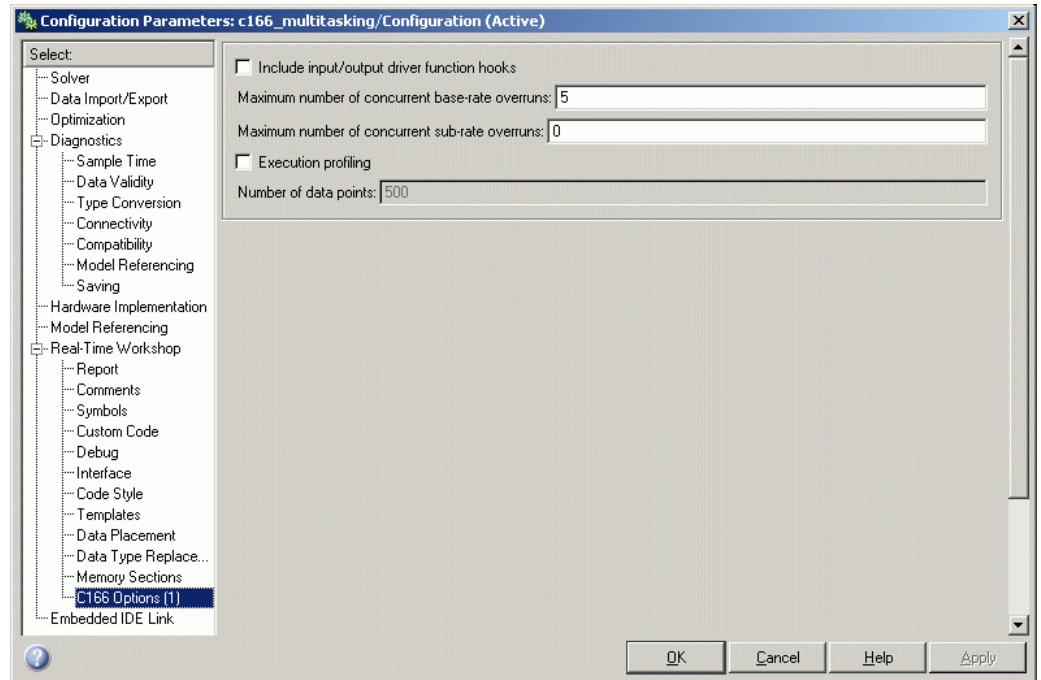 Configuration Parameters: c166_multitasking/Configuration (Active)
Select:
Solver
Data Import/Export
Optimization
Diagnostics
Sample Time
Data Validity
Type Conversion
Connectivity
Compatibility
Model Referencing
Saving
Hardware Implementation
Model Referencing
Real-Time Workshop
Report
Comments
Symbols
Custom Code
Debug
Interface
Code Style
Templates
Data Placement
Data Type Replace...
Memory Sections
C166 Options (1)
Embedded IDE Link
Include input/output driver function hooks
Maximum number of concurrent base-rate overruns: 5
Maximum number of concurrent sub-rate overruns: 0
Execution profiling
Number of data points: 500
OK Cancel Help Apply